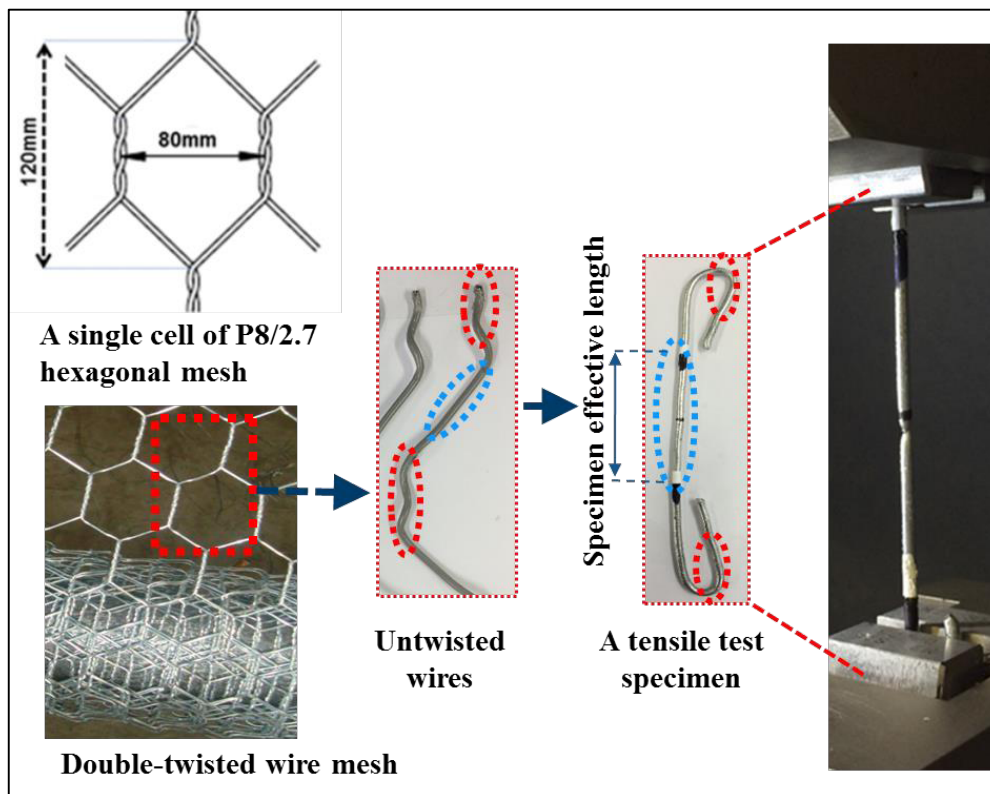 120mm
80mm
A single cell of P8/2.7
hexagonal mesh
Double-twisted wire mesh
Untwisted
wires
Specimen effective length
A tensile test
specimen